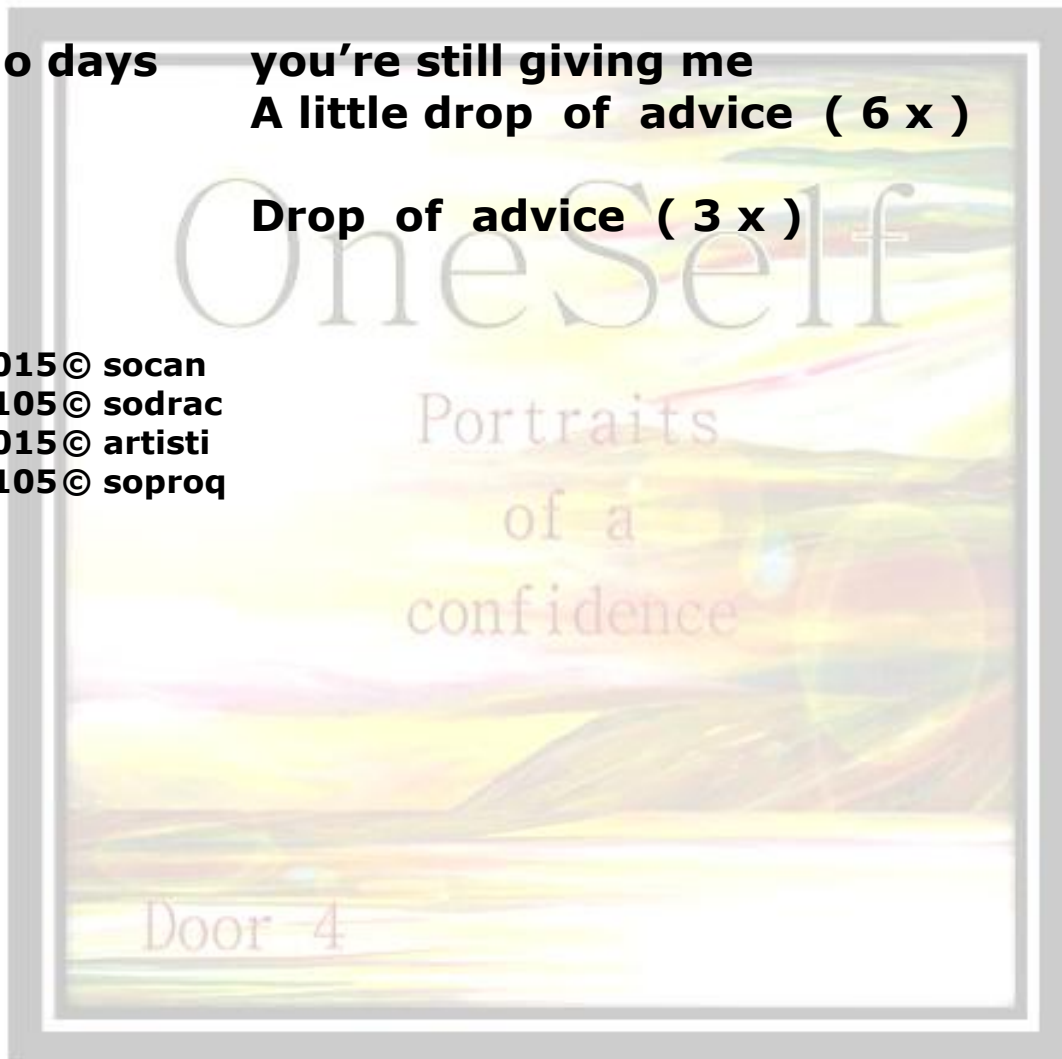 o days you’re still giving me
A little drop of advice ( 6 x )
Drop of advice ( 3 x )
OneSelf
015© socan
105© sodrac
015© artisti
105© soproq
Portraits
of a
confidence
Door 4